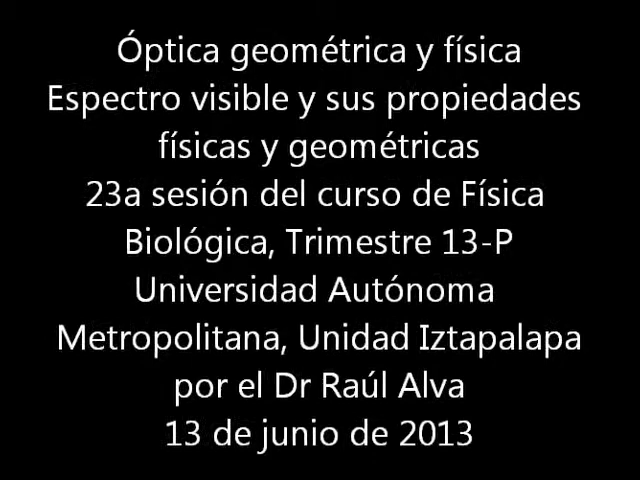 Óptica geométrica y física
Espectro visible y sus propiedades
físicas y geométricas
23a sesión del curso de Física
Biológica, Trimestre 13-P
Universidad Autónoma
Metropolitana, Unidad Iztapalapa
por el Dr Raúl Alva
13 de junio de 2013